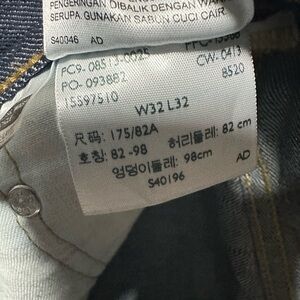 PENGERINGAN DIBALIK DENGAN
SERUPA. GUNAKAN SABUN CUCI CAIR
S40046 AD
FC9-08513-0025
PO- 093882 CW-0413
15597510 8520
W32 L32
尺码: 175/82A 허리둘레: 82 cm
호칭: 82 -98
엉덩이둘레: 98cm AD
S40196